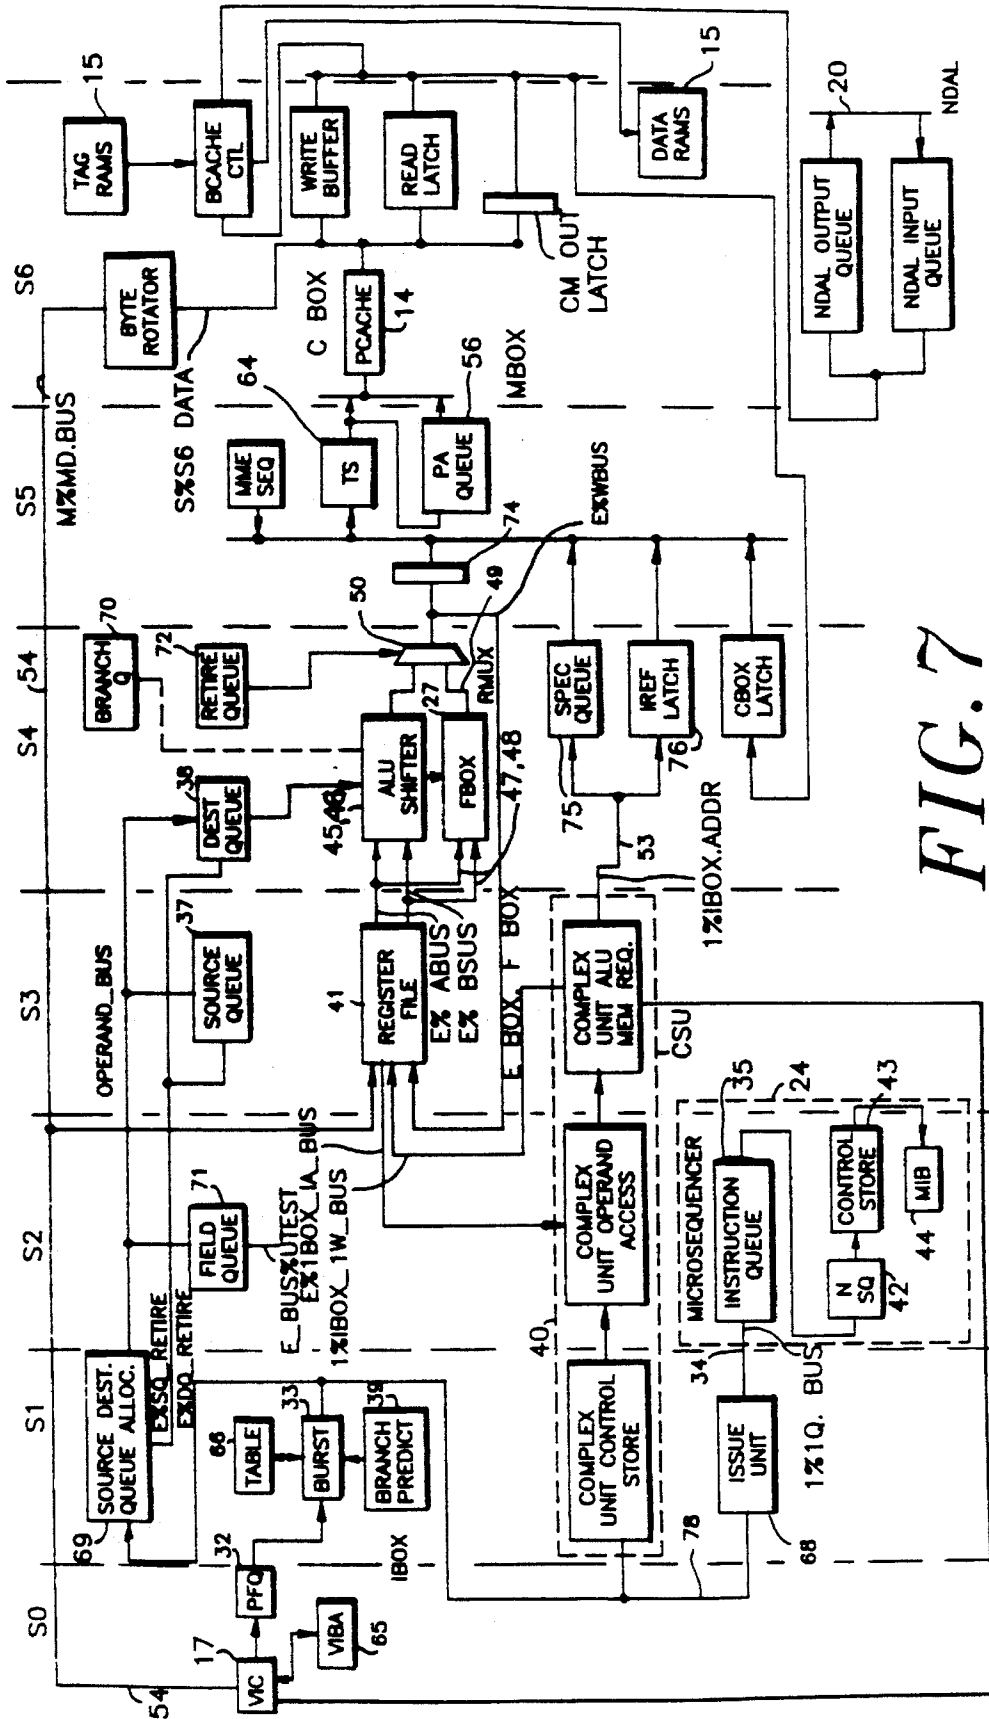 S0
S1
S2
S3
S4
S5
S6
54
M%MD.BUS
BYTE
ROTATOR
TAG
RAMS
15
BCACHE
CTL
S%S6 DATA
OPERAND_BUS
SOURCE DEST.
QUEUE ALLOC.
69
E%SQ_RETIRE
E%DQ_RETIRE
FIELD
QUEUE
71
SOURCE
QUEUE
37
DEST
QUEUE
38
BRANCH
Q
70
RETIRE
QUEUE
72
MME
SEQ
TS
64
PA
QUEUE
56
C BOX
PCACHE
14
MBOX
WRITE
BUFFER
READ
LATCH
CM OUT
LATCH
DATA
RAMS
15
54
VIC
17
VIBA
65
PFQ
32
IBOX
TABLE
66
BURST
33
BRANCH
PREDICT
39
E_BUS%UTEST
E%1BOX_IA_BUS
1%IBOX_1W_BUS
REGISTER
FILE
41
E% ABUS
E% BSUS
E_BOX
F_BOX
ALU
SHIFTER
45,46
FBOX
27
47,48
RMUX
49
50
74
E%WBUS
SPEC
QUEUE
75
IREF
LATCH
76
CBOX
LATCH
53
1%IBOX.ADDR
40
COMPLEX
UNIT CONTROL
STORE
COMPLEX
UNIT OPERAND
ACCESS
COMPLEX
UNIT ALU
MEM REQ.
CSU
78
ISSUE
UNIT
68
34
1%1Q. BUS
MICROSEQUENCER
INSTRUCTION
QUEUE
35
24
N
SQ
42
CONTROL
STORE
43
MIB
44
NDAL OUTPUT
QUEUE
NDAL INPUT
QUEUE
20
NDAL
FIG. 7